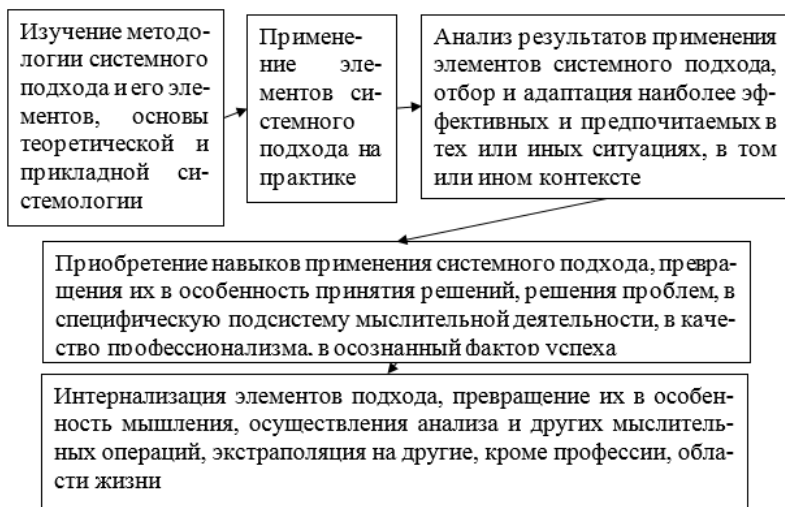 Изучение методо-
логии системного
подхода и его эле-
ментов, основы
теоретической и
прикладной си-
стемологии
Примене-
ние эле-
ментов си-
стемного
подхода на
практике
Анализ результатов применения
элементов системного подхода,
отбор и адаптация наиболее эф-
фективных и предпочитаемых в
тех или иных ситуациях, в том
или ином контексте
Приобретение навыков применения системного подхода, превра-
щения их в особенность принятия решений, решения проблем, в
специфическую подсистему мыслительной деятельности, в каче-
ство профессионализма, в осознанный фактор успеха
Интернализация элементов подхода, превращение их в особен-
ность мышления, осуществления анализа и других мыслитель-
ных операций, экстраполяция на другие, кроме профессии, обла-
сти жизни